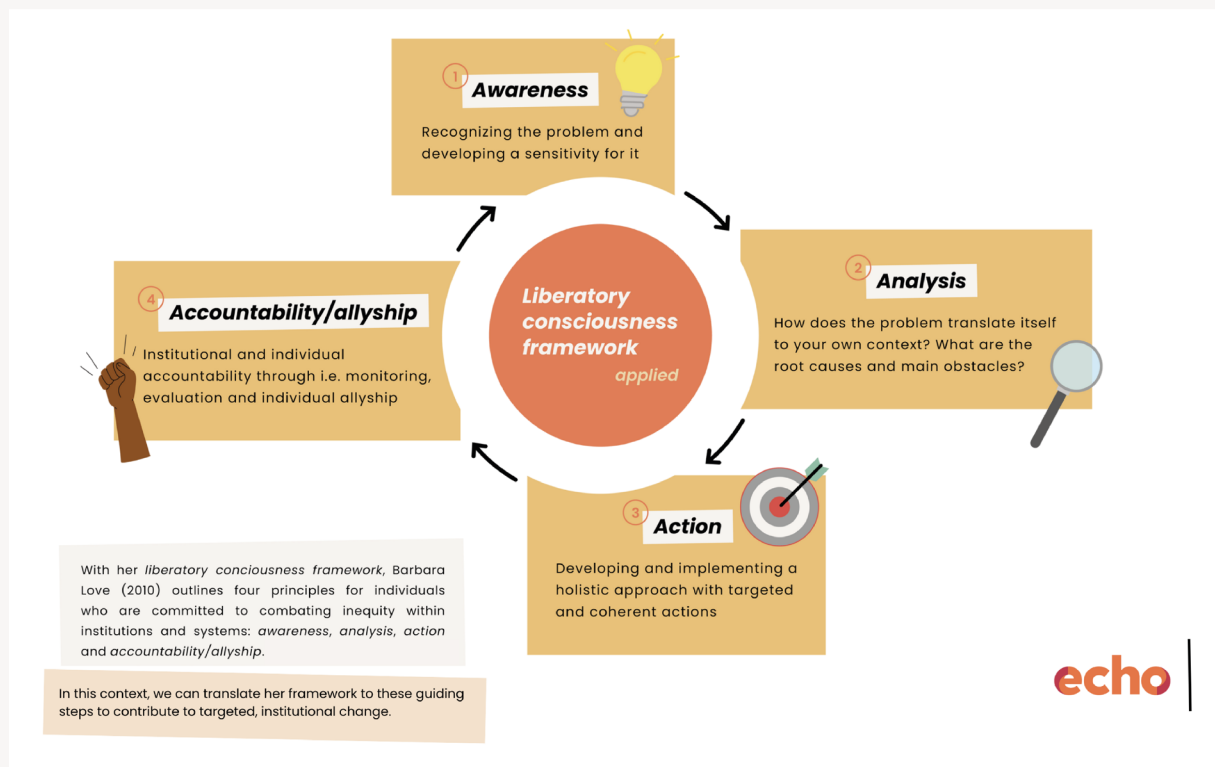 1
Awareness
Recognizing the problem and
developing a sensitivity for it
2
Analysis
How does the problem translate itself
to your own context? What are the
root causes and main obstacles?
3
Action
Developing and implementing a
holistic approach with targeted
and coherent actions
4
Accountability/allyship
Institutional and individual
accountability through i.e. monitoring,
evaluation and individual allyship
Liberatory
consciousness
framework
applied
With her liberatory conciousness framework, Barbara
Love (2010) outlines four principles for individuals
who are committed to combating inequity within
institutions and systems: awareness, analysis, action
and accountability/allyship.
In this context, we can translate her framework to these guiding
steps to contribute to targeted, institutional change.
echo